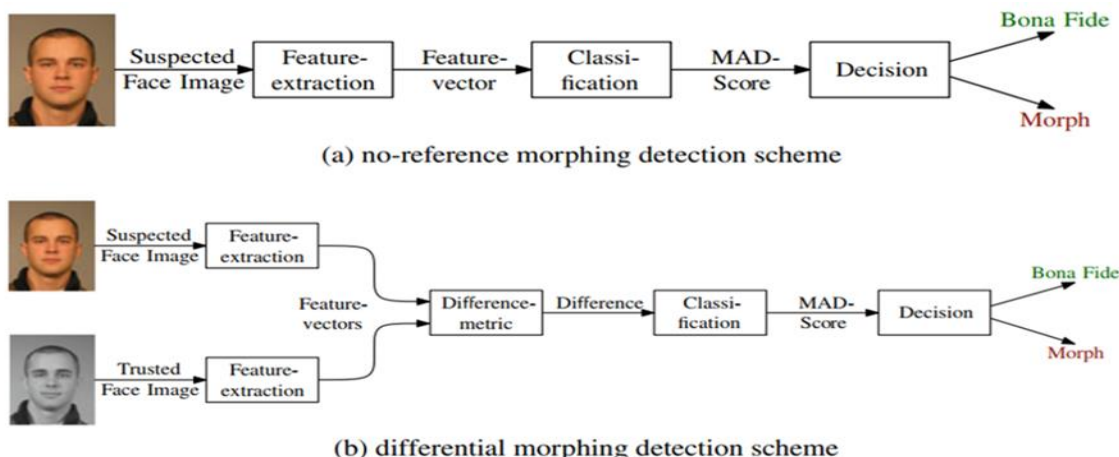 Suspected
Face Image
Feature-
extraction
Feature-
vector
Classi-
fication
MAD-
Score
Decision
Bona Fide
Morph
(a) no-reference morphing detection scheme
Suspected
Face Image
Feature-
extraction
Trusted
Face Image
Feature-
extraction
Feature-
vectors
Difference-
metric
Difference
Classi-
fication
MAD-
Score
Decision
Bona Fide
Morph
(b) differential morphing detection scheme